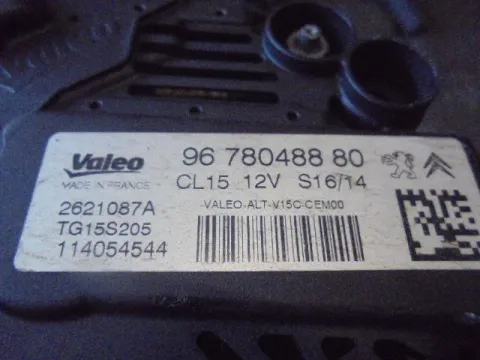 Valeo
MADE IN FRANCE
96 780488 80
CL15 12V S16/14
VALEO-ALT-V15C-CEM00
2621087A
TG15S205
114054544